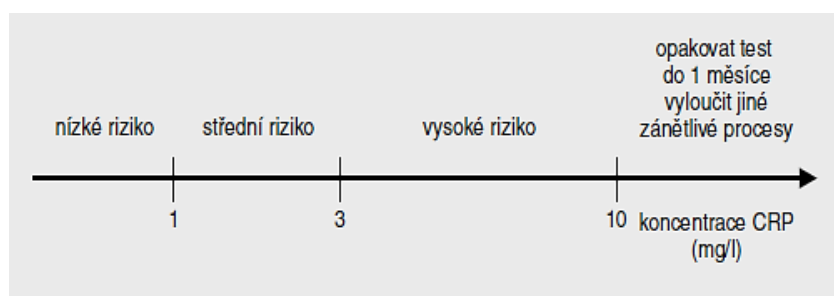 nízké riziko
střední riziko
vysoké riziko
opakovat test
do 1 měsíce
vyloučit jiné
zánětlivé procesy
1
3
10
koncentrace CRP
(mg/l)